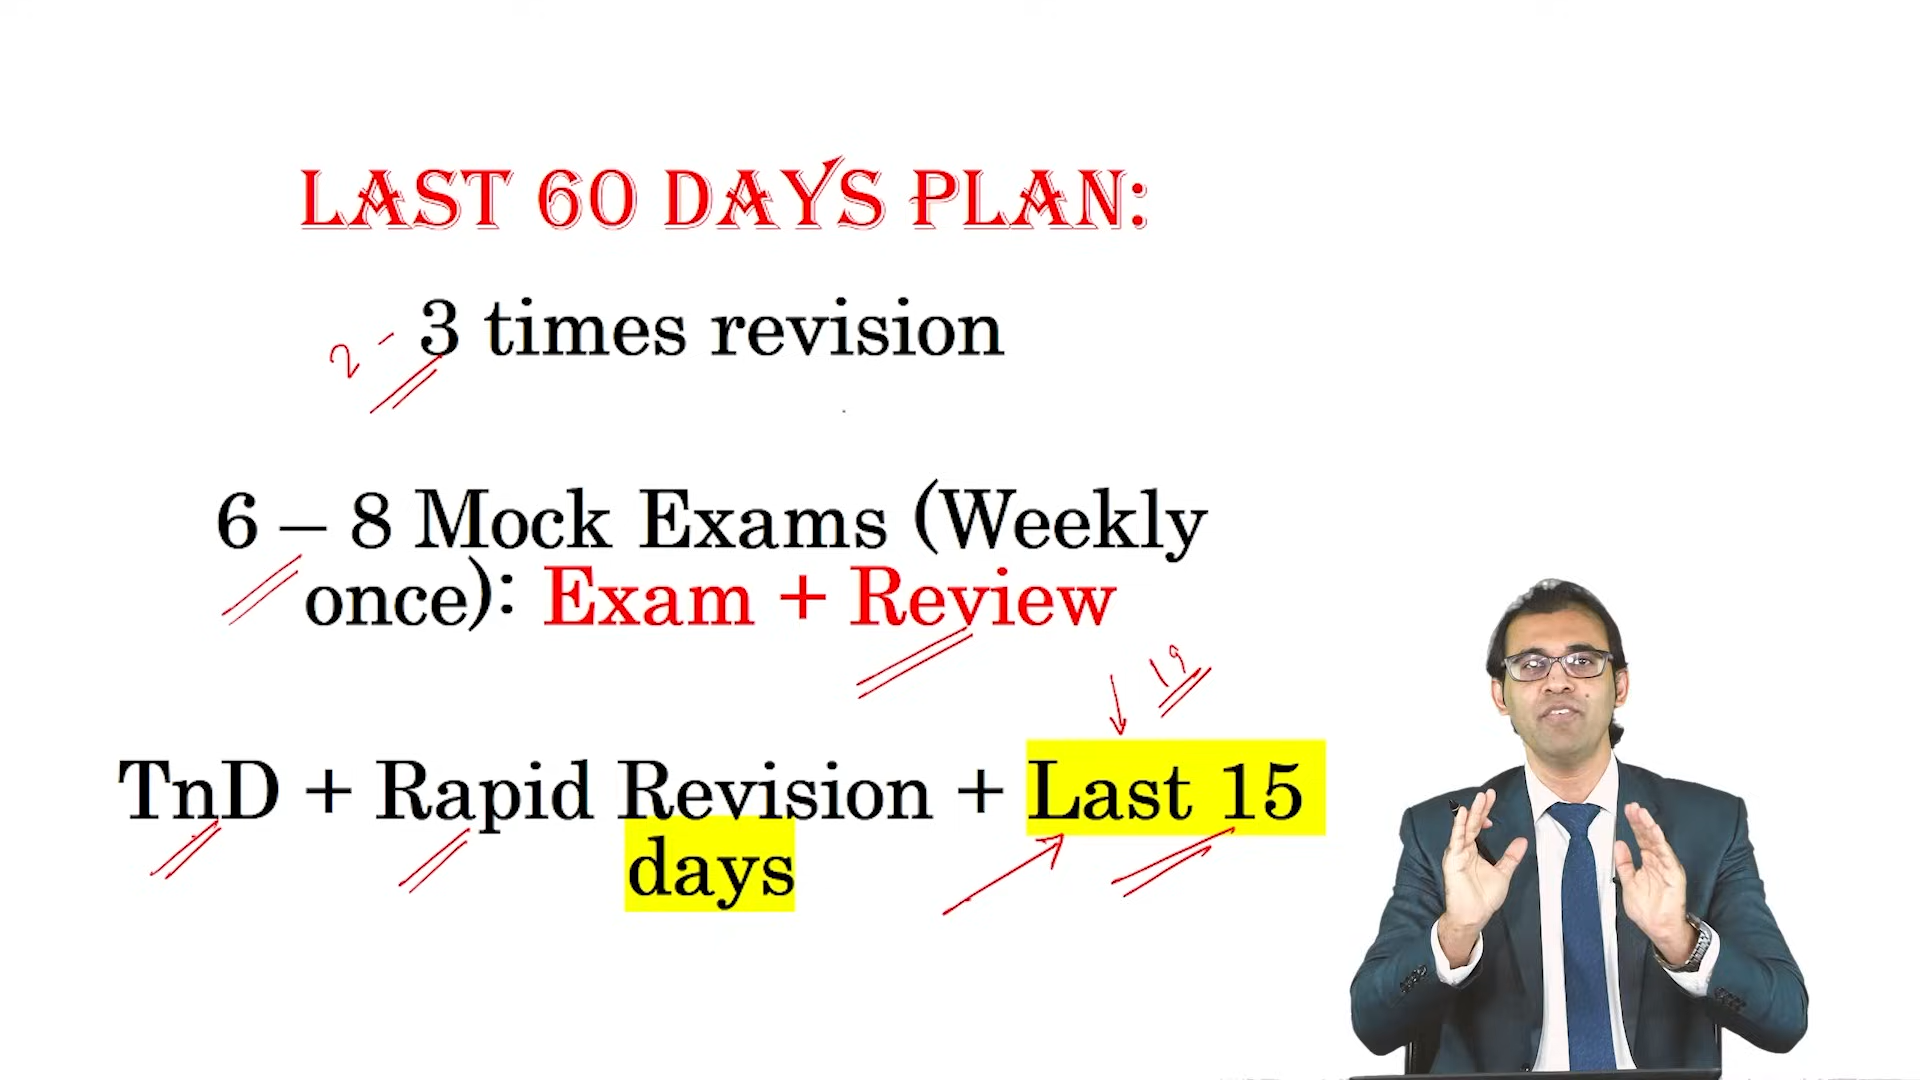 LAST 60 DAYS PLAN:
2 - 3 times revision
6 – 8 Mock Exams (Weekly
once): Exam + Review
19
TnD + Rapid Revision + Last 15
days